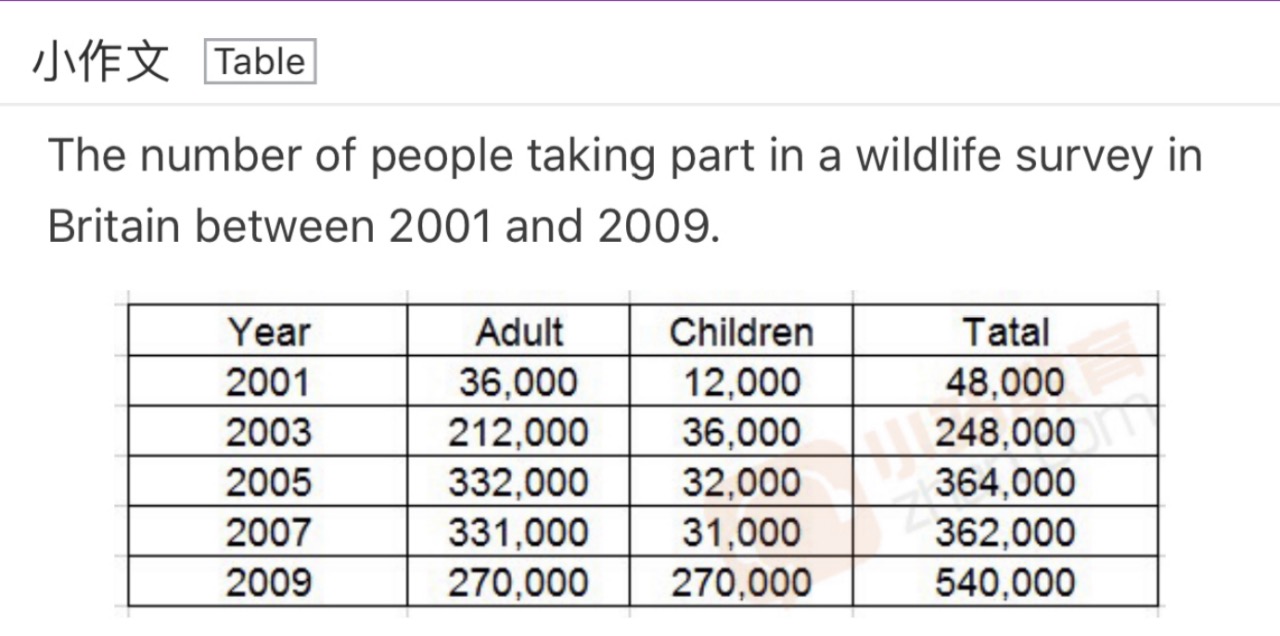 小作文 Table
The number of people taking part in a wildlife survey in
Britain between 2001 and 2009.
Year Adult Children Tatal
2001 36,000 12,000 48,000
2003 212,000 36,000 248,000
2005 332,000 32,000 364,000
2007 331,000 31,000 362,000
2009 270,000 270,000 540,000